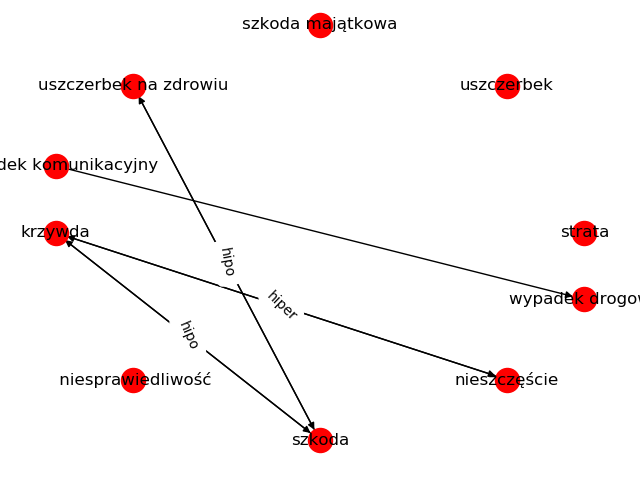 szkoda majątkowa
uszczerbek na zdrowiu
uszczerbek
dek komunikacyjny
krzywda
strata
hipo
wypadek drogow
hiper
hipo
niesprawiedliwość
nieszczęście
szkoda